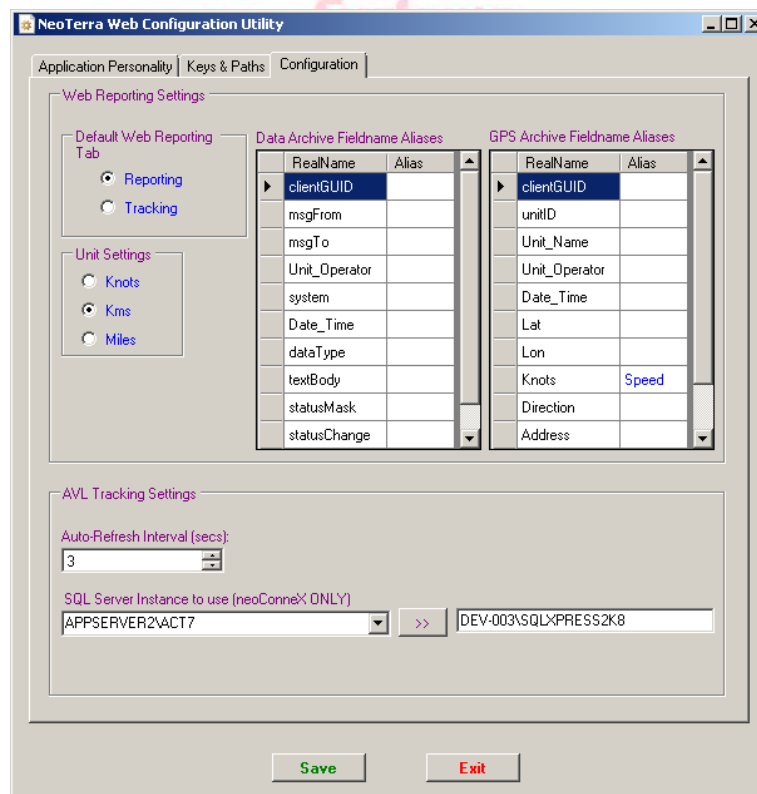 NeoTerra Web Configuration Utility
Application Personality
Keys & Paths
Configuration
Web Reporting Settings
Default Web Reporting
Tab
Reporting
Tracking
Unit Settings
Knots
Kms
Miles
Data Archive Fieldname Aliases
RealName Alias
clientGUID
msgFrom
msgTo
Unit_Operator
system
Date_Time
dataType
textBody
statusMask
statusChange
GPS Archive Fieldname Aliases
RealName Alias
clientGUID
unitID
Unit_Name
Unit_Operator
Date_Time
Lat
Lon
Knots Speed
Direction
Address
AVL Tracking Settings
Auto-Refresh Interval (secs):
3
SQL Server Instance to use (neoConneX ONLY)
APPSERVER2\ACT7
>>
DEV-003\SQLXPRESS2K8
Save
Exit